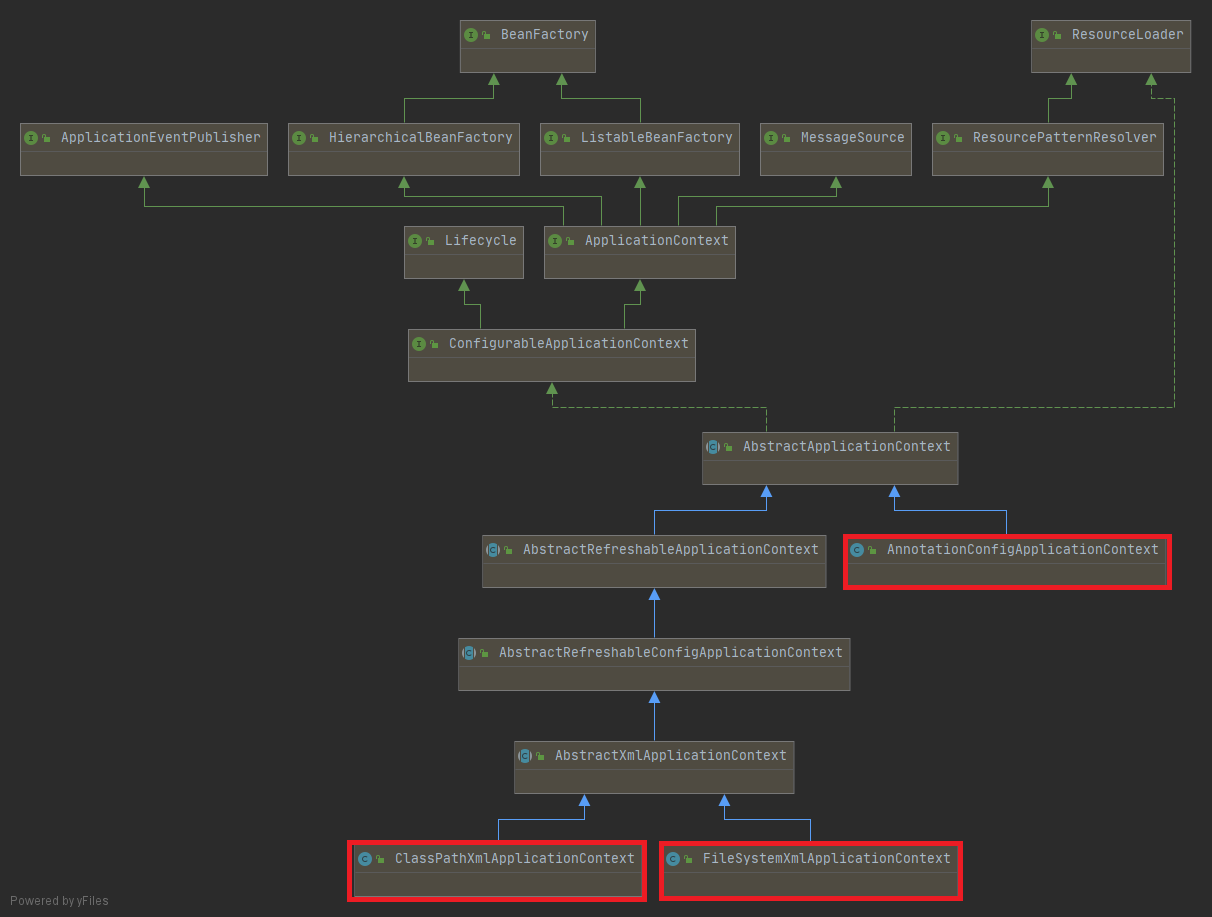 BeanFactory
ResourceLoader
ApplicationEventPublisher
HierarchicalBeanFactory
ListableBeanFactory
MessageSource
ResourcePatternResolver
Lifecycle
ApplicationContext
ConfigurableApplicationContext
AbstractApplicationContext
AbstractRefreshableApplicationContext
AnnotationConfigApplicationContext
AbstractRefreshableConfigApplicationContext
AbstractXmlApplicationContext
ClassPathXmlApplicationContext
FileSystemXmlApplicationContext
Powered by yFiles